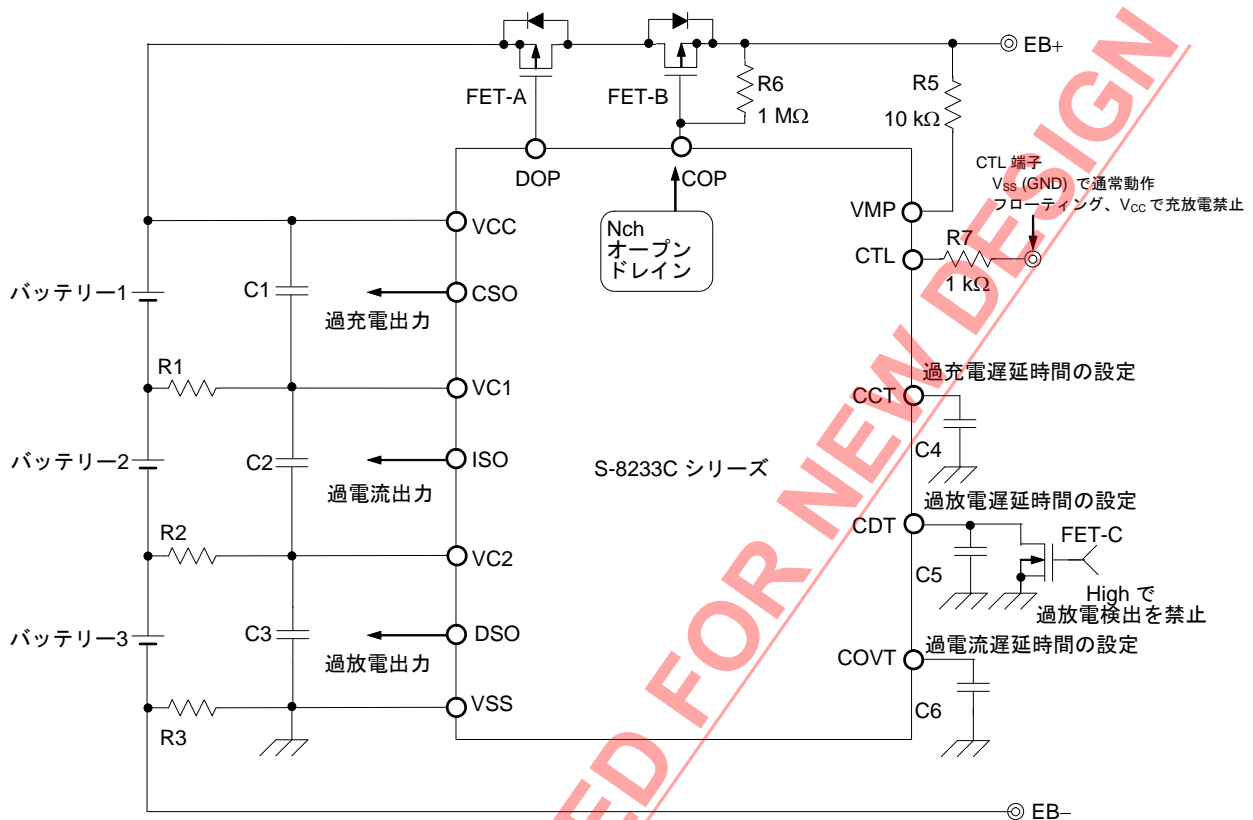 EB+
FET-A
FET-B
R6
1 MΩ
R5
10 kΩ
DOP
COP
CTL 端子
VSS (GND) で通常動作
フローティング、VCC で充放電禁止
VCC
VMP
Nch
オープン
ドレイン
CTL
R7
1 kΩ
バッテリー1
C1
CSO
過充電出力
R1
VC1
過充電遅延時間の設定
CCT
C4
バッテリー2
C2
ISO
過電流出力
S-8233C シリーズ
過放電遅延時間の設定
CDT
FET-C
C5
High で
過放電検出を禁止
R2
VC2
バッテリー3
C3
DSO
過放電出力
過電流遅延時間の設定
COVT
C6
R3
VSS
EB−
ED FOR NEW DESIGN